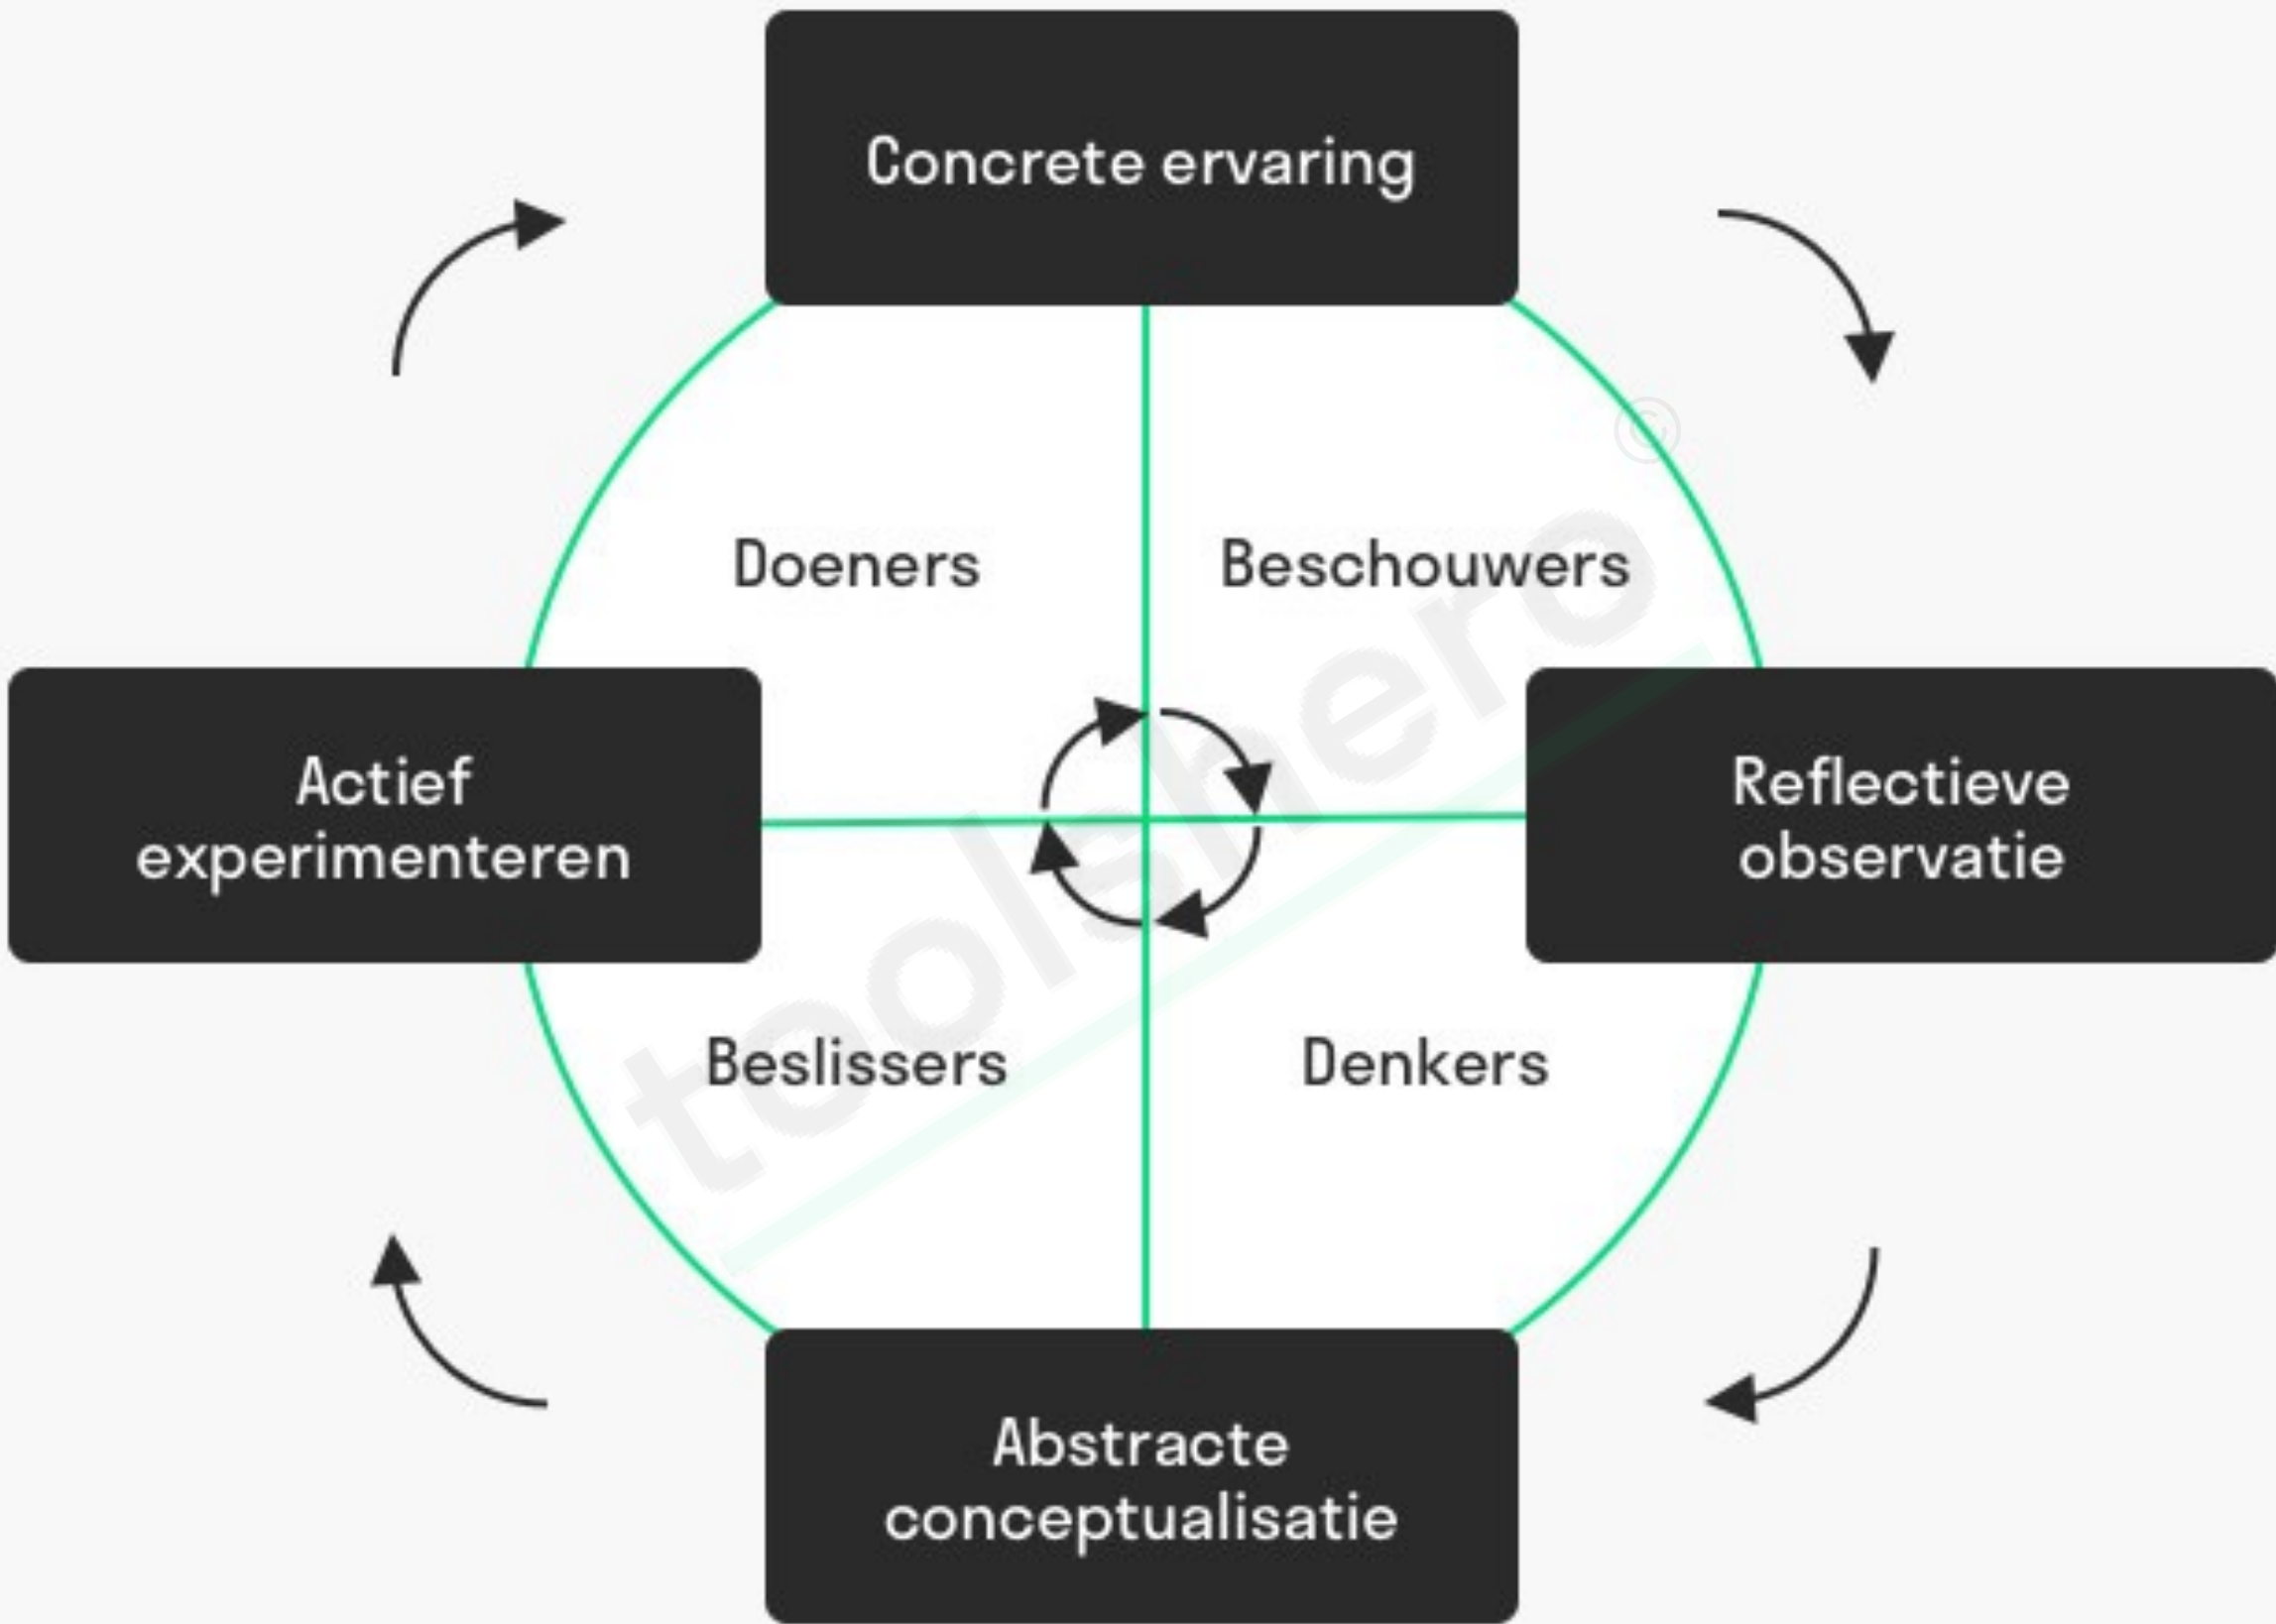 Concrete ervaring
Doeners
Beschouwers
Actief
experimenteren
Reflectieve
observatie
Beslissers
Denkers
Abstracte
conceptualisatie
toolshero
©